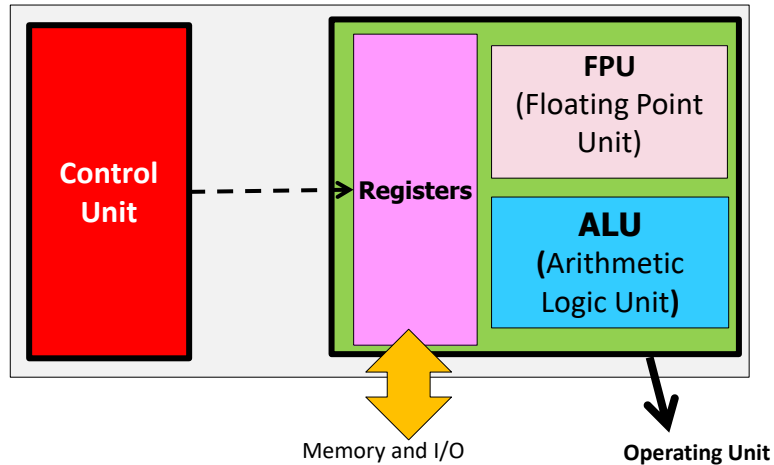 Control
Unit
Registers
FPU
(Floating Point
Unit)
ALU
(Arithmetic
Logic Unit)
Memory and I/O
Operating Unit